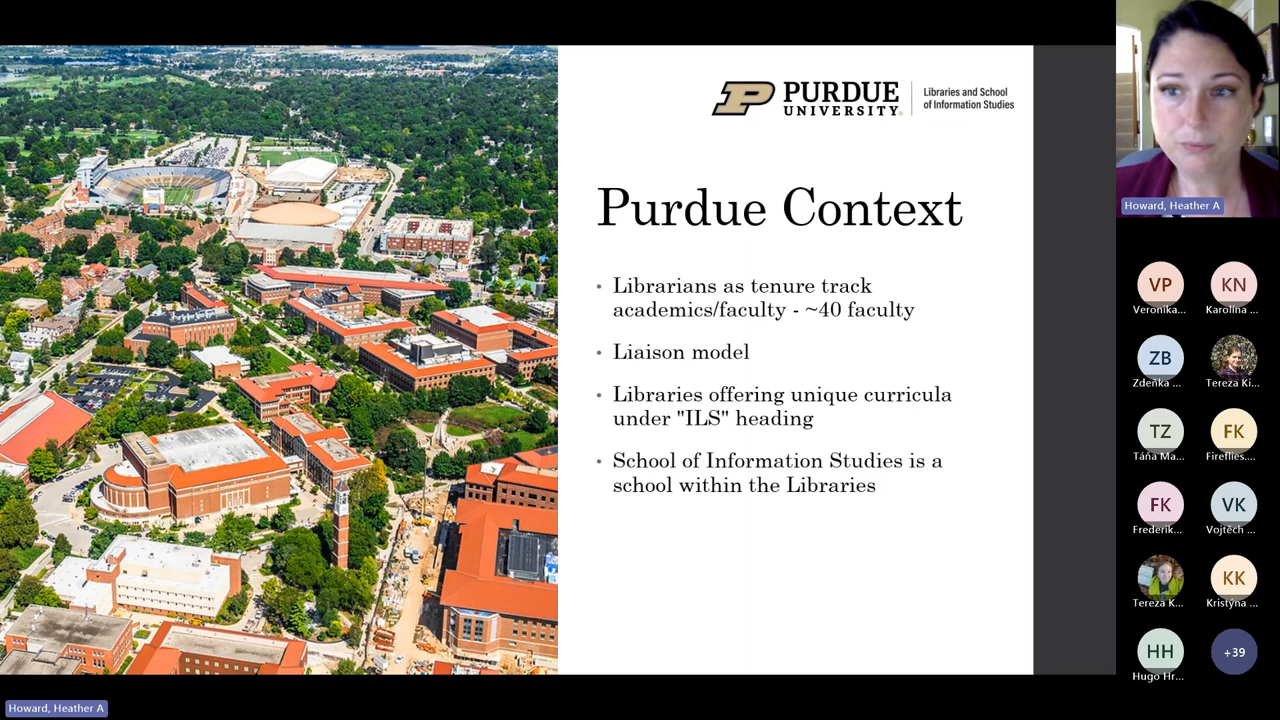 PURDUE
UNIVERSITY®
Libraries and School
of Information Studies
Purdue Context
• Librarians as tenure track
academics/faculty - ~40 faculty
• Liaison model
• Libraries offering unique curricula
under "ILS" heading
• School of Information Studies is a
school within the Libraries
Howard, Heather A
VP
Veronika...
KN
Karolína ...
ZB
Zdeňka ...
Tereza Ki...
TZ
Táňa Ma...
FK
Fireflies....
FK
Frederik...
VK
Vojtěch ...
Tereza K...
KK
Kristýna ...
HH
Hugo Hr...
+39
Howard, Heather A